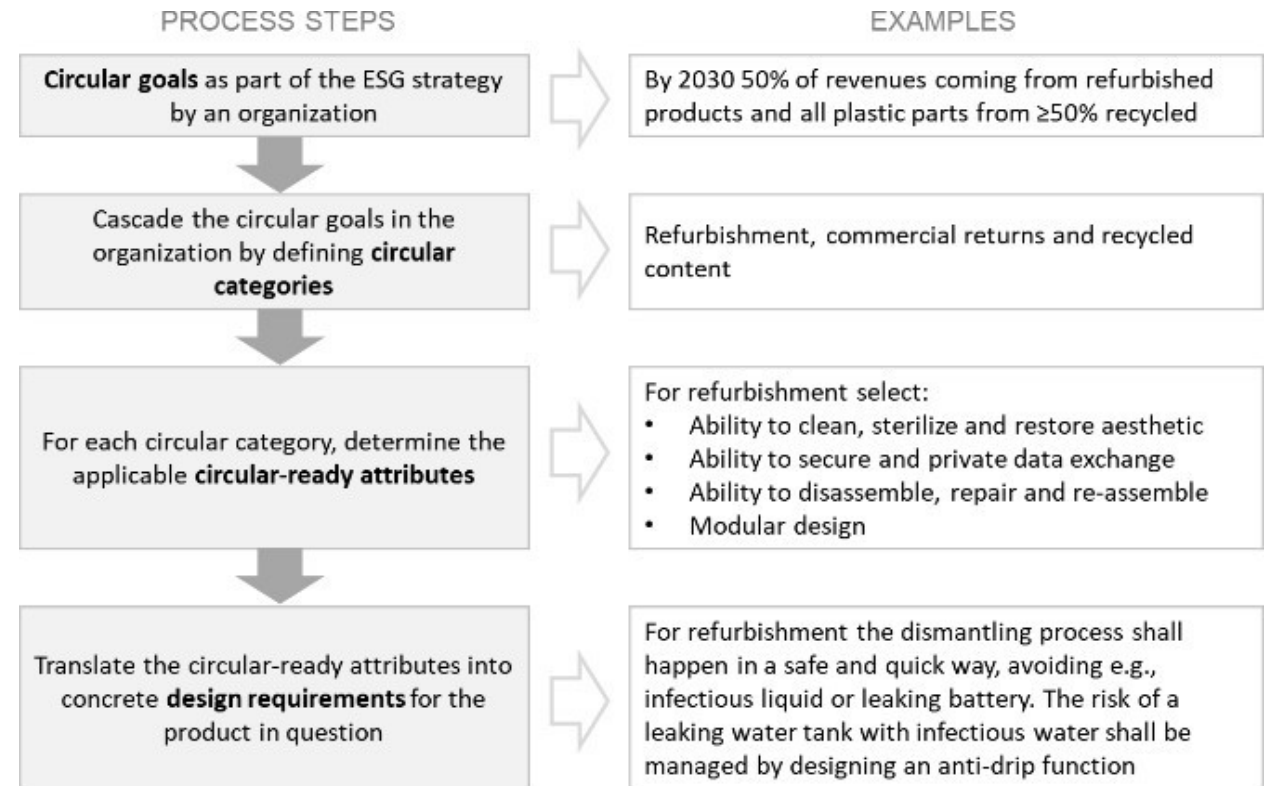 PROCESS STEPS
EXAMPLES
Circular goals as part of the ESG strategy
by an organization
By 2030 50% of revenues coming from refurbished
products and all plastic parts from ≥50% recycled
Cascade the circular goals in the
organization by defining circular
categories
Refurbishment, commercial returns and recycled
content
For each circular category, determine the
applicable circular-ready attributes
For refurbishment select:
• Ability to clean, sterilize and restore aesthetic
• Ability to secure and private data exchange
• Ability to disassemble, repair and re-assemble
• Modular design
Translate the circular-ready attributes into
concrete design requirements for the
product in question
For refurbishment the dismantling process shall
happen in a safe and quick way, avoiding e.g.,
infectious liquid or leaking battery. The risk of a
leaking water tank with infectious water shall be
managed by designing an anti-drip function